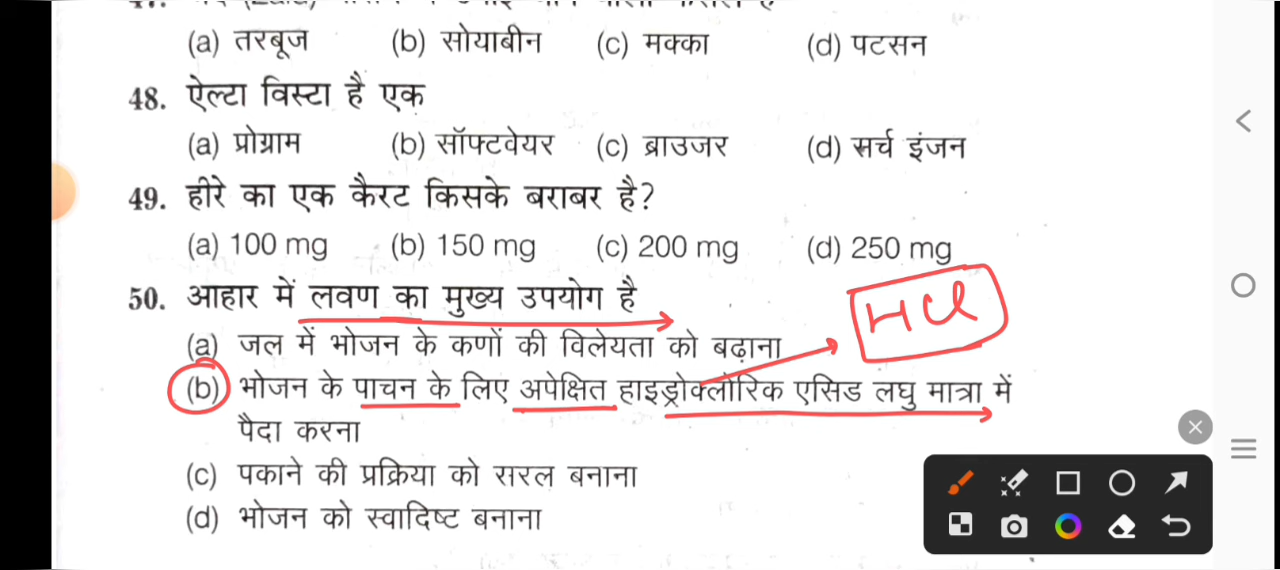 (a) तरबूज (b) सोयाबीन (c) मक्का (d) पटसन
48. ऐल्टा विस्टा है एक
(a) प्रोग्राम (b) सॉफ्टवेयर (c) ब्राउजर (d) सर्च इंजन
49. हीरे का एक कैरट किसके बराबर है?
(a) 100 mg (b) 150 mg (c) 200 mg (d) 250 mg
50. आहार में लवण का मुख्य उपयोग है
HCl
(a) जल में भोजन के कणों की विलेयता को बढ़ाना
(b) भोजन के पाचन के लिए अपेक्षित हाइड्रोक्लोरिक एसिड लघु मात्रा में
पैदा करना
(c) पकाने की प्रक्रिया को सरल बनाना
(d) भोजन को स्वादिष्ट बनाना